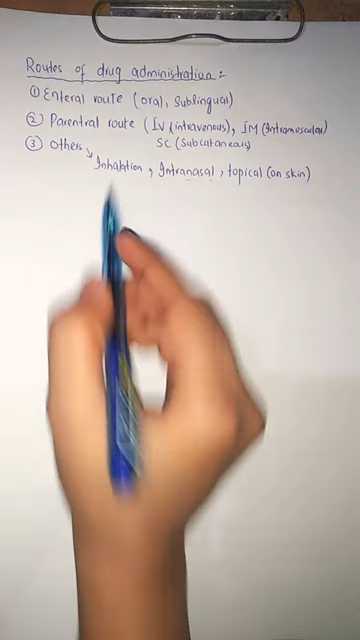 Routes of drug administration :-
① Enteral route (oral, sublingual)
② Parentral route (IV (intravenous), IM (Intramuscular)
SC (Subcutaneous)
③ Others ↘
Inhalation, Intranasal, topical (on skin)